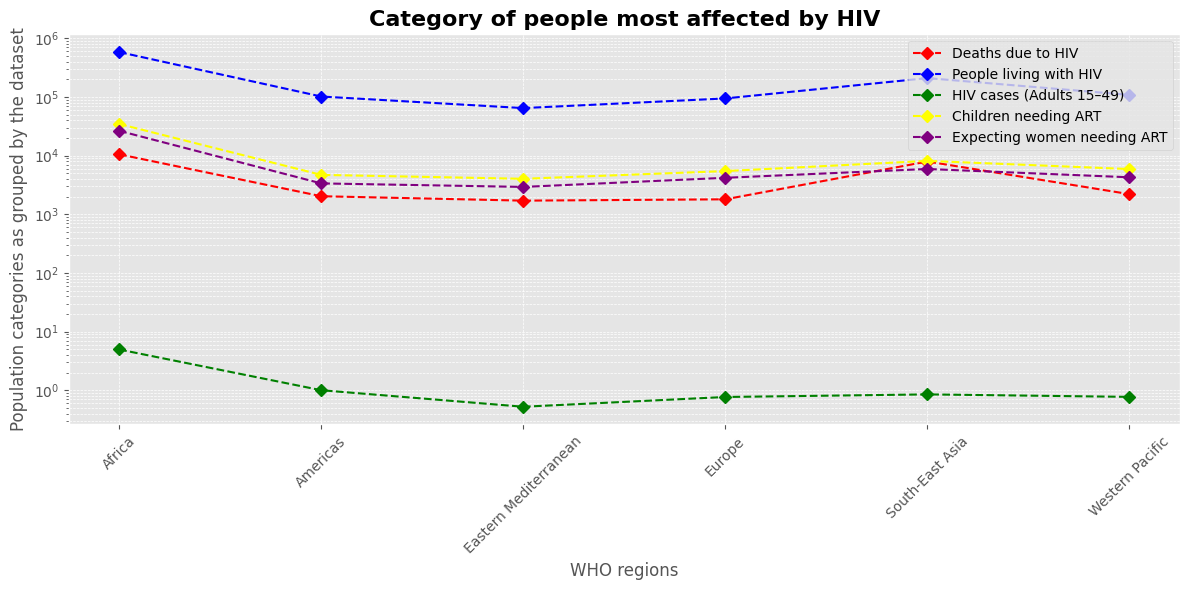 Category of people most affected by HIV
Population categories as grouped by the dataset
10⁶
10⁵
10⁴
10³
10²
10¹
10⁰
Deaths due to HIV
People living with HIV
HIV cases (Adults 15–49)
Children needing ART
Expecting women needing ART
Africa
Americas
Eastern Mediterranean
Europe
South-East Asia
Western Pacific
WHO regions